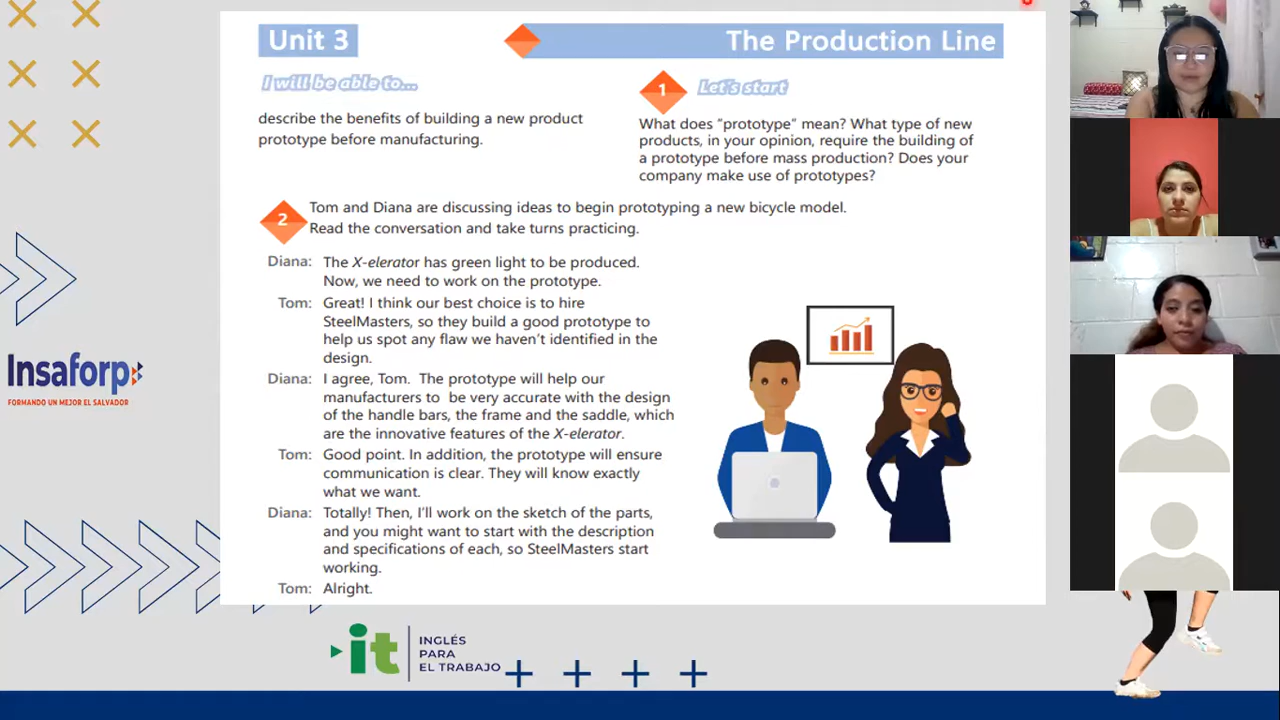 Unit 3
The Production Line
I will be able to...
describe the benefits of building a new product
prototype before manufacturing.
1
Let's start
What does “prototype” mean? What type of new
products, in your opinion, require the building of
a prototype before mass production? Does your
company make use of prototypes?
2
Tom and Diana are discussing ideas to begin prototyping a new bicycle model.
Read the conversation and take turns practicing.
Diana: The X-elerator has green light to be produced.
Now, we need to work on the prototype.
Tom: Great! I think our best choice is to hire
SteelMasters, so they build a good prototype to
help us spot any flaw we haven't identified in the
design.
Diana: I agree, Tom. The prototype will help our
manufacturers to be very accurate with the design
of the handle bars, the frame and the saddle, which
are the innovative features of the X-elerator.
Tom: Good point. In addition, the prototype will ensure
communication is clear. They will know exactly
what we want.
Diana: Totally! Then, I'll work on the sketch of the parts,
and you might want to start with the description
and specifications of each, so SteelMasters start
working.
Tom: Alright.
Insaforp
FORMANDO UN MEJOR EL SALVADOR
it
INGLÉS
PARA
EL TRABAJO